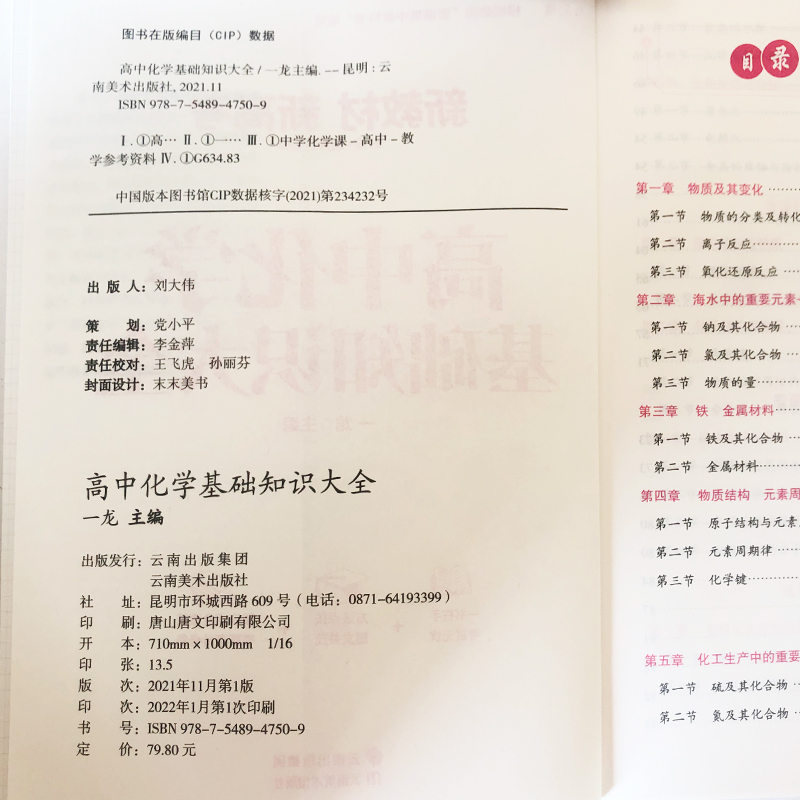 图书在版编目（CIP）数据
高中化学基础知识大全 / 一龙主编. -- 昆明：云
南美术出版社, 2021.11
ISBN 978-7-5489-4750-9
Ⅰ. ①高… Ⅱ. ①一… Ⅲ. ①中学化学课－高中－教
学参考资料 Ⅳ. ①G634.83
中国版本图书馆CIP数据核字(2021)第234232号
出 版 人：刘大伟
策 划：党小平
责任编辑：李金萍
责任校对：王飞虎 孙丽芬
封面设计：末末美书
高中化学基础知识大全
一龙 主编
出版发行：云南出版集团
云南美术出版社
社 址：昆明市环城西路 609 号（电话：0871-64193399）
印 刷：唐山唐文印刷有限公司
开 本：710mm×1000mm 1/16
印 张：13.5
版 次：2021年11月第1版
印 次：2022年1月第1次印刷
书 号：ISBN 978-7-5489-4750-9
定 价：79.80 元
目录
第一章 物质及其变化
第一节 物质的分类及转化
第二节 离子反应
第三节 氧化还原反应
第二章 海水中的重要元素
第一节 钠及其化合物
第二节 氯及其化合物
第三节 物质的量
第三章 铁 金属材料
第一节 铁及其化合物
第二节 金属材料
第四章 物质结构 元素周
第一节 原子结构与元素
第二节 元素周期律
第三节 化学键
第五章 化工生产中的重要
第一节 硫及其化合物
第二节 氮及其化合物